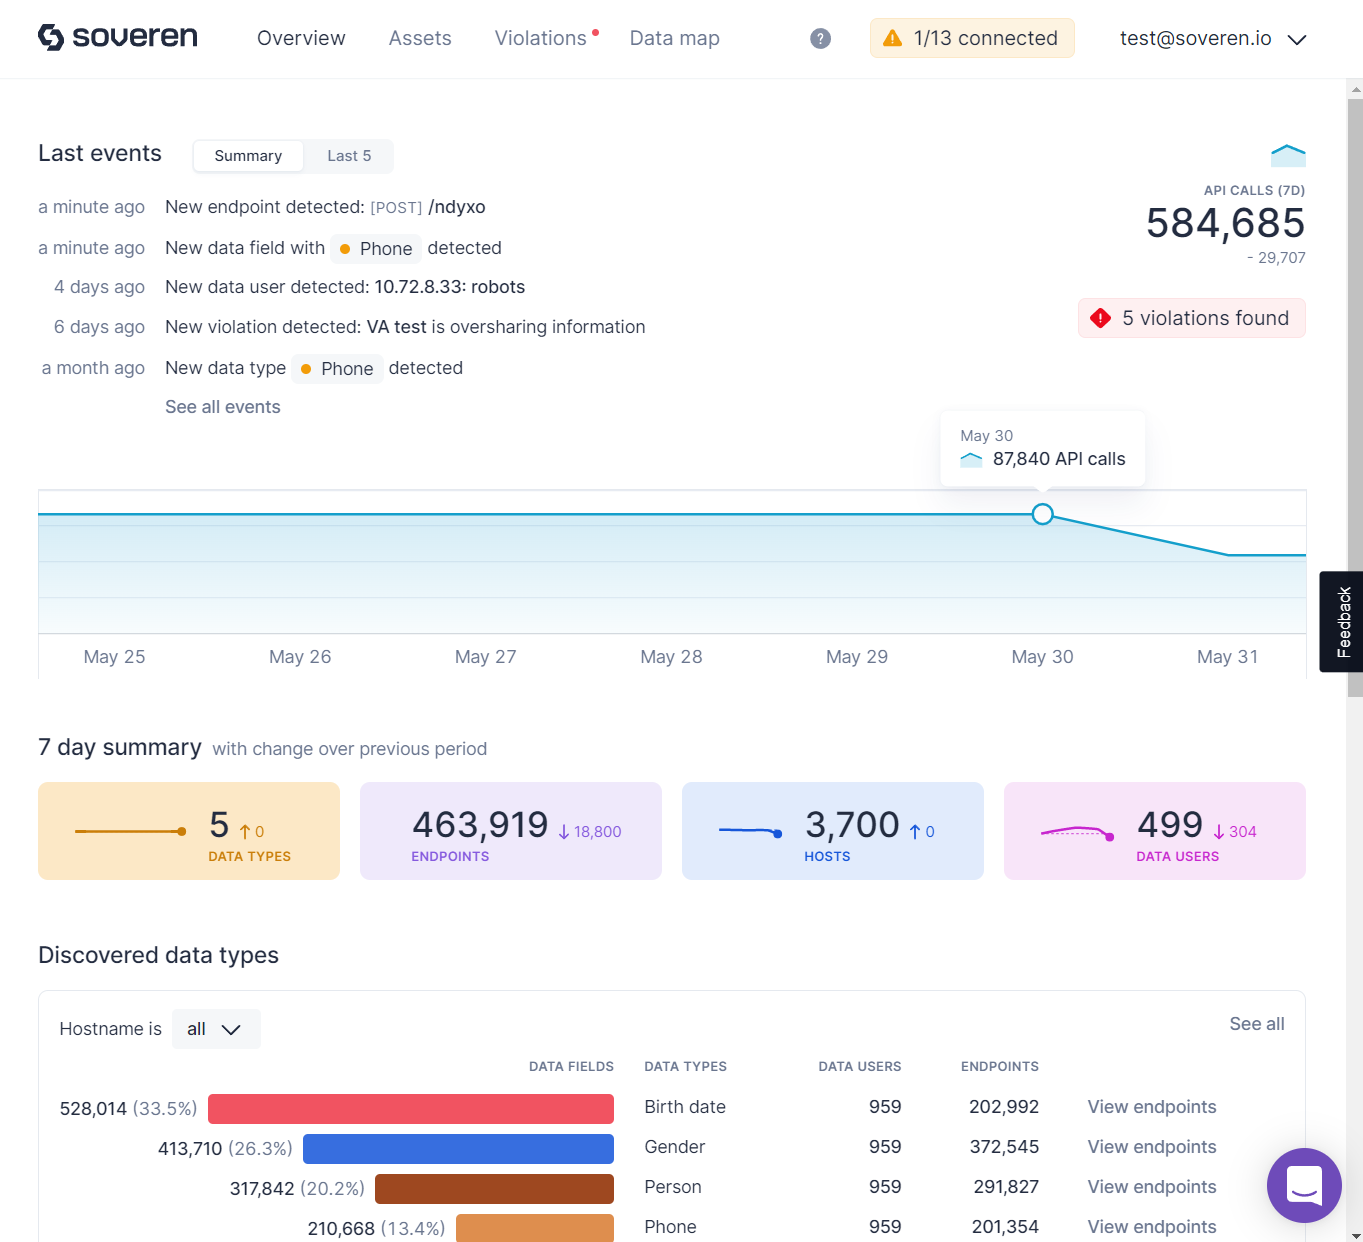 soveren Overview Assets Violations Data map ? 1/13 connected test@soveren.io
Last events Summary Last 5
a minute ago New endpoint detected: [POST] /ndyxo
a minute ago New data field with Phone detected
4 days ago New data user detected: 10.72.8.33: robots
6 days ago New violation detected: VA test is oversharing information
a month ago New data type Phone detected
See all events
API CALLS (7D)
584,685
- 29,707
5 violations found
May 30
87,840 API calls
May 25 May 26 May 27 May 28 May 29 May 30 May 31
Feedback
7 day summary with change over previous period
5 ↑ 0
DATA TYPES
463,919 ↓ 18,800
ENDPOINTS
3,700 ↑ 0
HOSTS
499 ↓ 304
DATA USERS
Discovered data types
Hostname is all See all
DATA FIELDS DATA TYPES DATA USERS ENDPOINTS
528,014 (33.5%) Birth date 959 202,992 View endpoints
413,710 (26.3%) Gender 959 372,545 View endpoints
317,842 (20.2%) Person 959 291,827 View endpoints
210,668 (13.4%) Phone 959 201,354 View endpoints